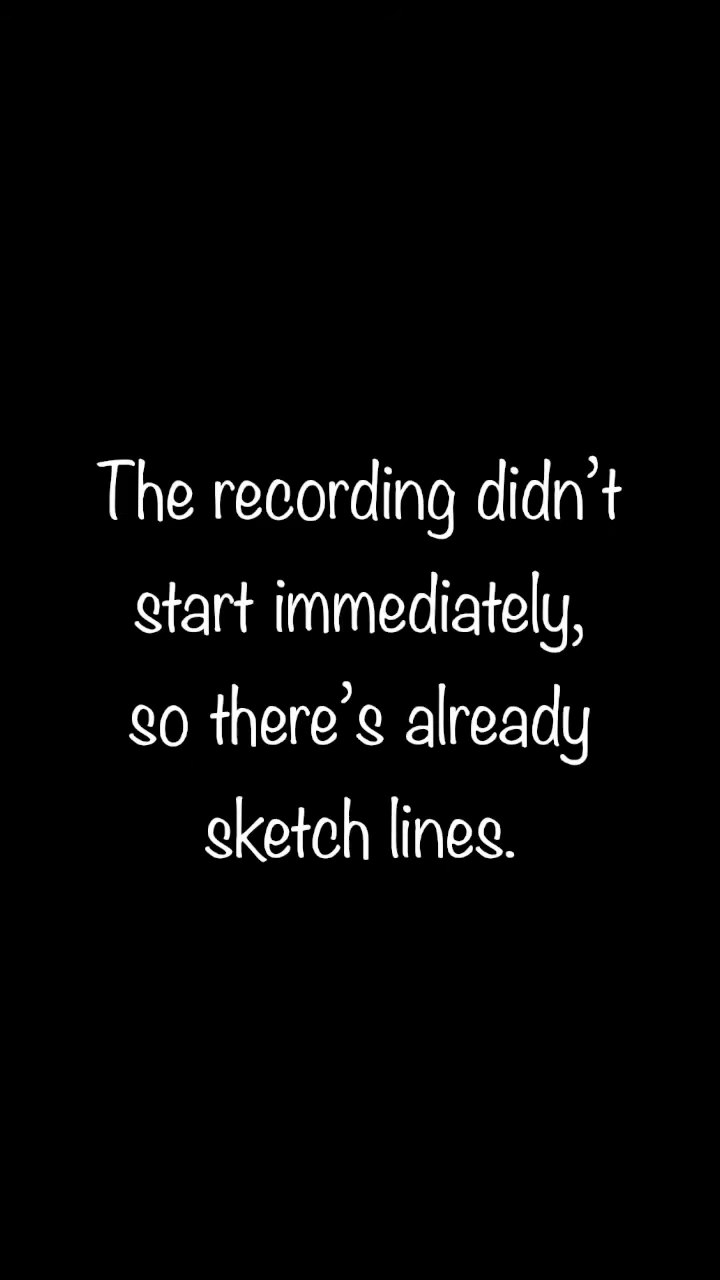 The recording didn’t
start immediately,
so there’s already
sketch lines.